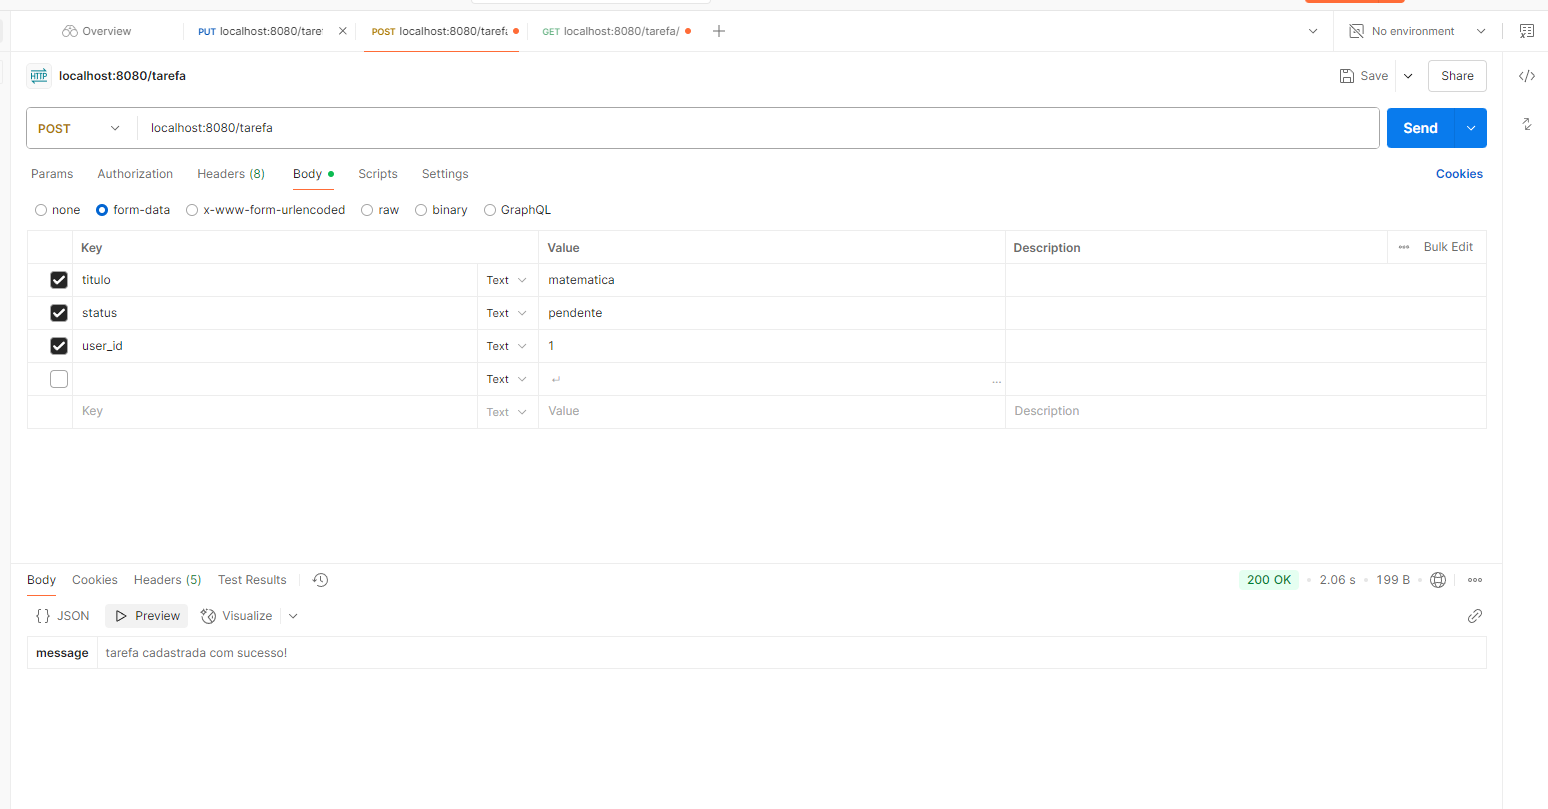 Overview PUT localhost:8080/tare POST localhost:8080/tarefa GET localhost:8080/tarefa/ No environment
HTTP localhost:8080/tarefa Save Share
POST localhost:8080/tarefa Send
Params Authorization Headers (8) Body Scripts Settings Cookies
none form-data x-www-form-urlencoded raw binary GraphQL
Key Value Description ••• Bulk Edit
titulo Text matematica
status Text pendente
user_id Text 1
Text ↵ ...
Key Text Value Description
Body Cookies Headers (5) Test Results 200 OK • 2.06 s • 199 B •
{} JSON Preview Visualize
message tarefa cadastrada com sucesso!